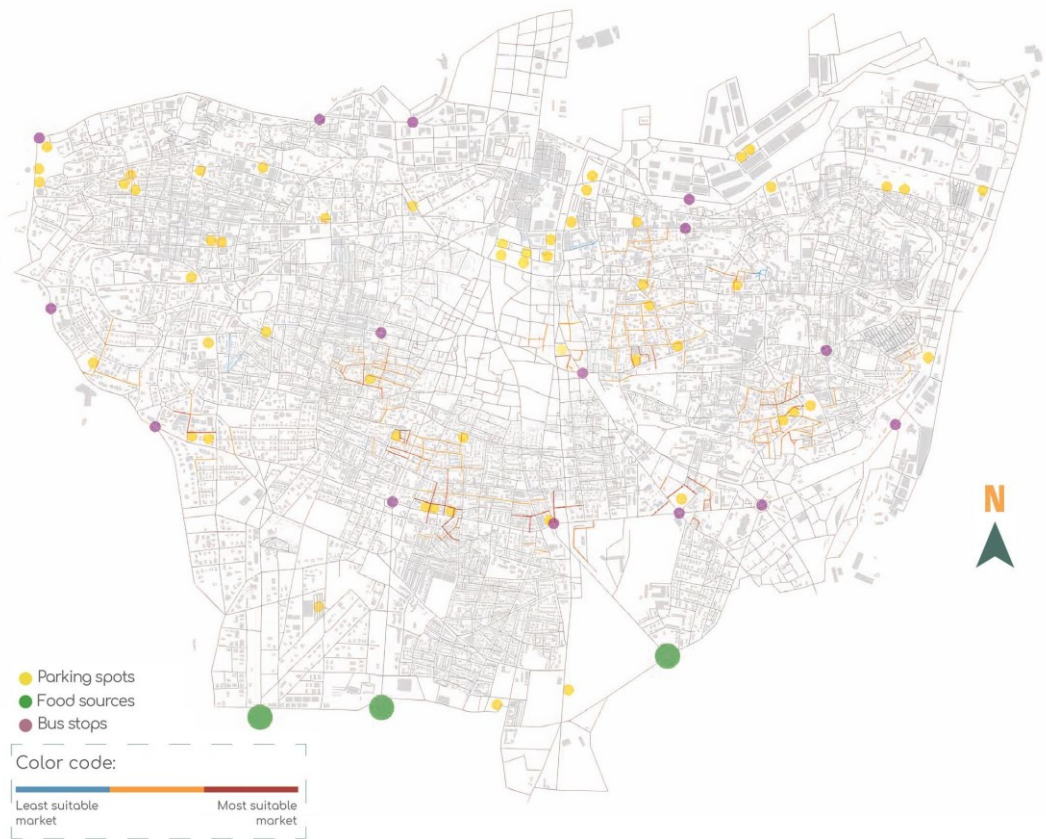 N
Parking spots
Food sources
Bus stops
Color code:
Least suitable
market
Most suitable
market